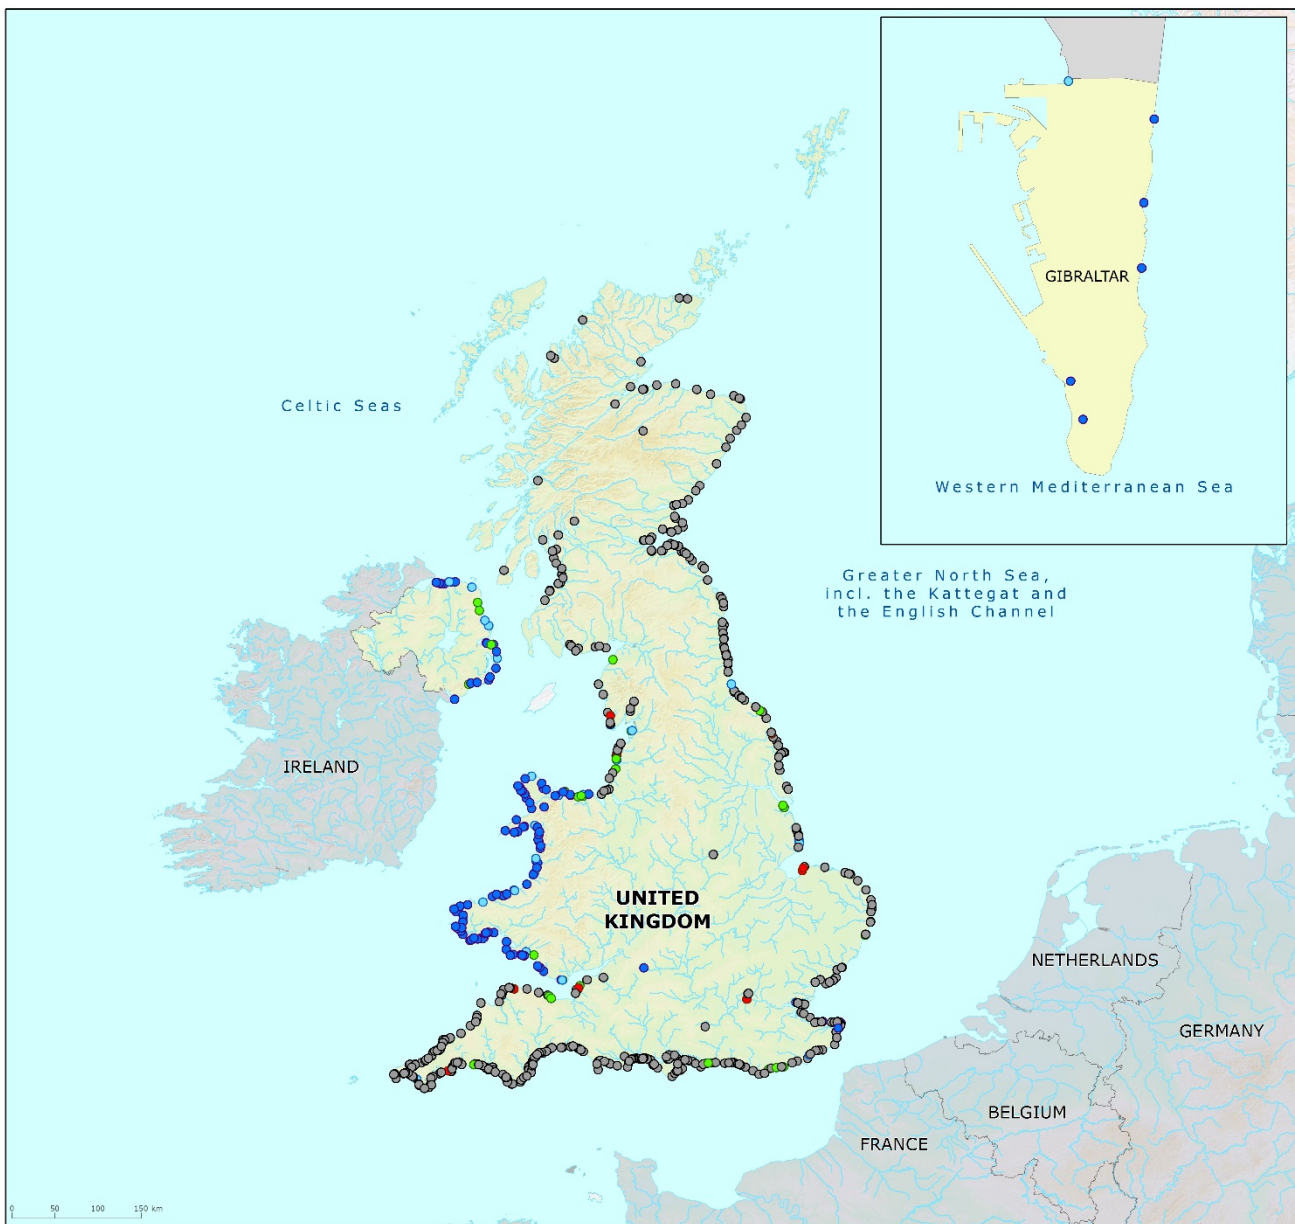 GIBRALTAR
Western Mediterranean Sea
Celtic Seas
Greater North Sea,
incl. the Kattegat and
the English Channel
IRELAND
UNITED
KINGDOM
NETHERLANDS
GERMANY
BELGIUM
FRANCE
0 50 100 150 km